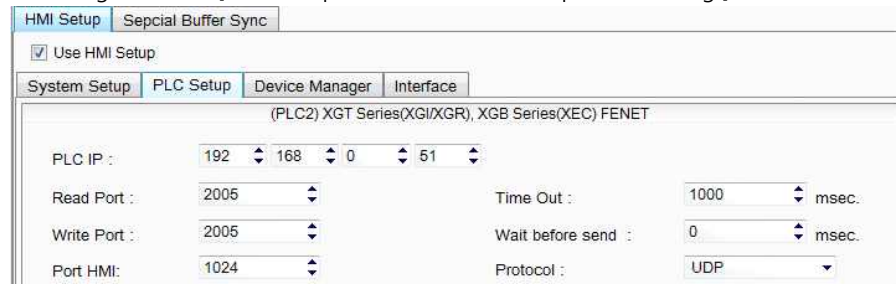 HMI Setup Sepcial Buffer Sync
Use HMI Setup
System Setup PLC Setup Device Manager Interface
(PLC2) XGT Series(XGI/XGR), XGB Series(XEC) FENET
PLC IP : 192 168 0 51
Read Port : 2005 Time Out : 1000 msec.
Write Port : 2005 Wait before send : 0 msec.
Port HMI: 1024 Protocol : UDP